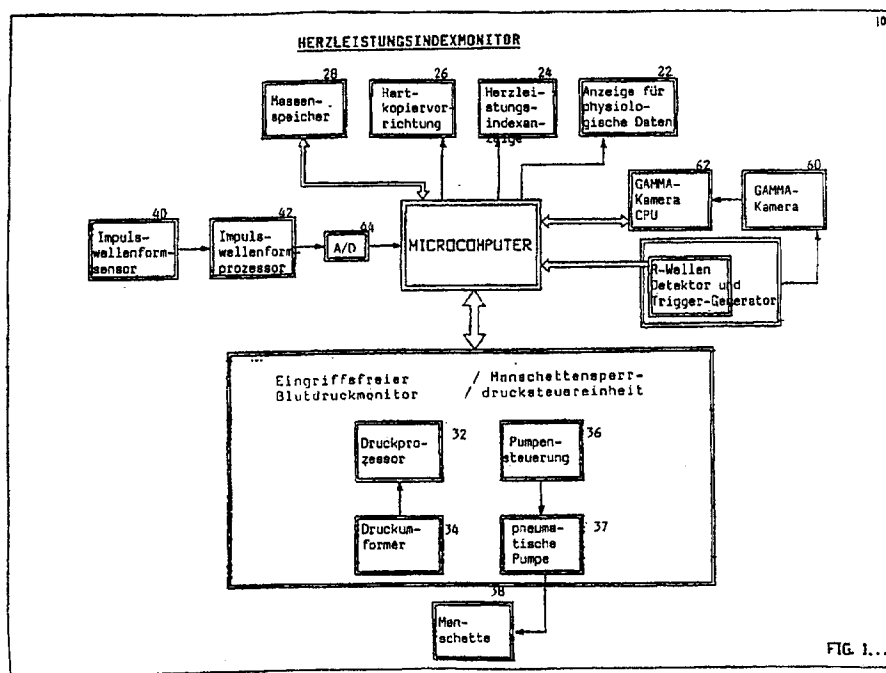 10
HERZLEISTUNGSINDEXMONITOR
28
26
24
22
Massen-
speicher
Hart-
kopiervor-
richtung
Herzlei-
stungs-
indexan-
zeige
Anzeige für
physiolo-
gische Daten
62
60
GAMMA-
Kamera
CPU
GAMMA-
Kamera
40
42
44
Impuls-
wellenform-
sensor
Impuls-
wellenform-
prozessor
A/D
MICROCOMPUTER
R-Wellen
Detektor und
Trigger-Generator
Eingriffsfreier / Manschettensperr-
Blutdruckmonitor / drucksteuereinheit
32
36
Druckprozessor
Pumpen-
steuerung
34
37
Druckum-
former
pneuma-
tische
Pumpe
38
Man-
schette
FIG. 1...